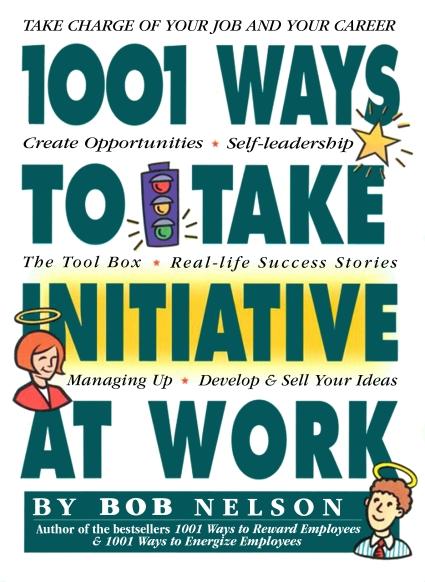 TAKE CHARGE OF YOUR JOB AND YOUR CAREER
1001 WAYS
Create Opportunities ★ Self-leadership
TO TAKE
The Tool Box ★ Real-life Success Stories
INITIATIVE
Managing Up ★ Develop & Sell Your Ideas
AT WORK
BY BOB NELSON
Author of the bestsellers 1001 Ways to Reward Employees
& 1001 Ways to Energize Employees